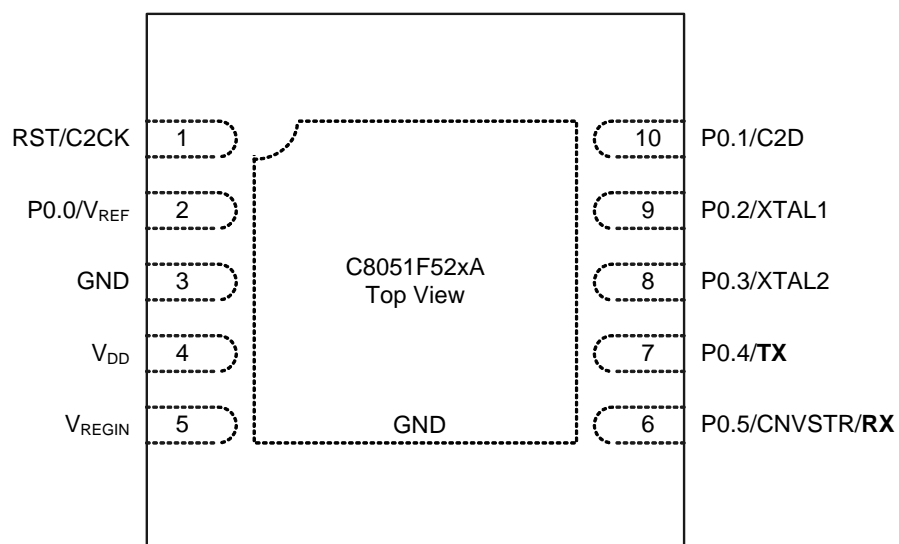 RST/C2CK 1 10 P0.1/C2D
P0.0/VREF 2 9 P0.2/XTAL1
C8051F52xA
GND 3 8 P0.3/XTAL2
Top View
VDD 4 7 P0.4/TX
VREGIN 5 GND 6 P0.5/CNVSTR/RX